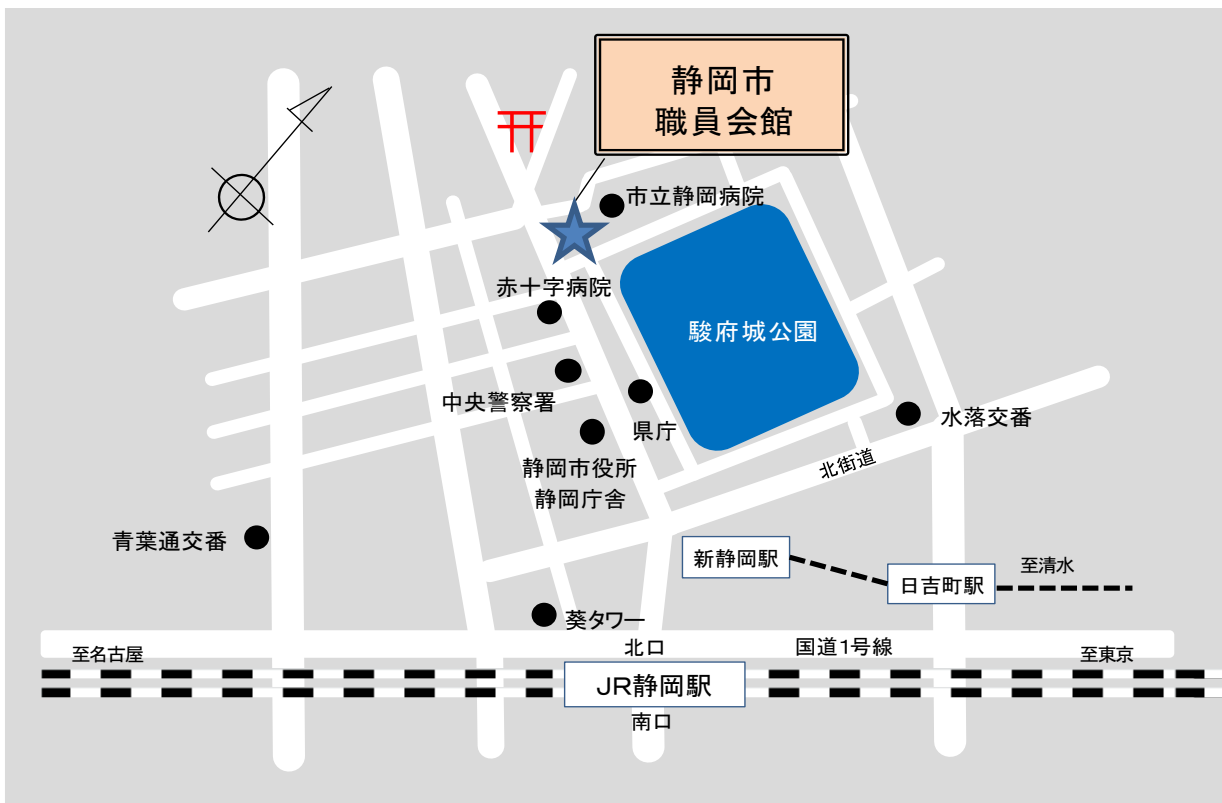 静岡市
職員会館
市立静岡病院
赤十字病院
駿府城公園
中央警察署
県庁
水落交番
静岡市役所
静岡庁舎
北街道
青葉通交番
新静岡駅
日吉町駅
至清水
葵タワー
北口
国道1号線
至名古屋
至東京
JR静岡駅
南口